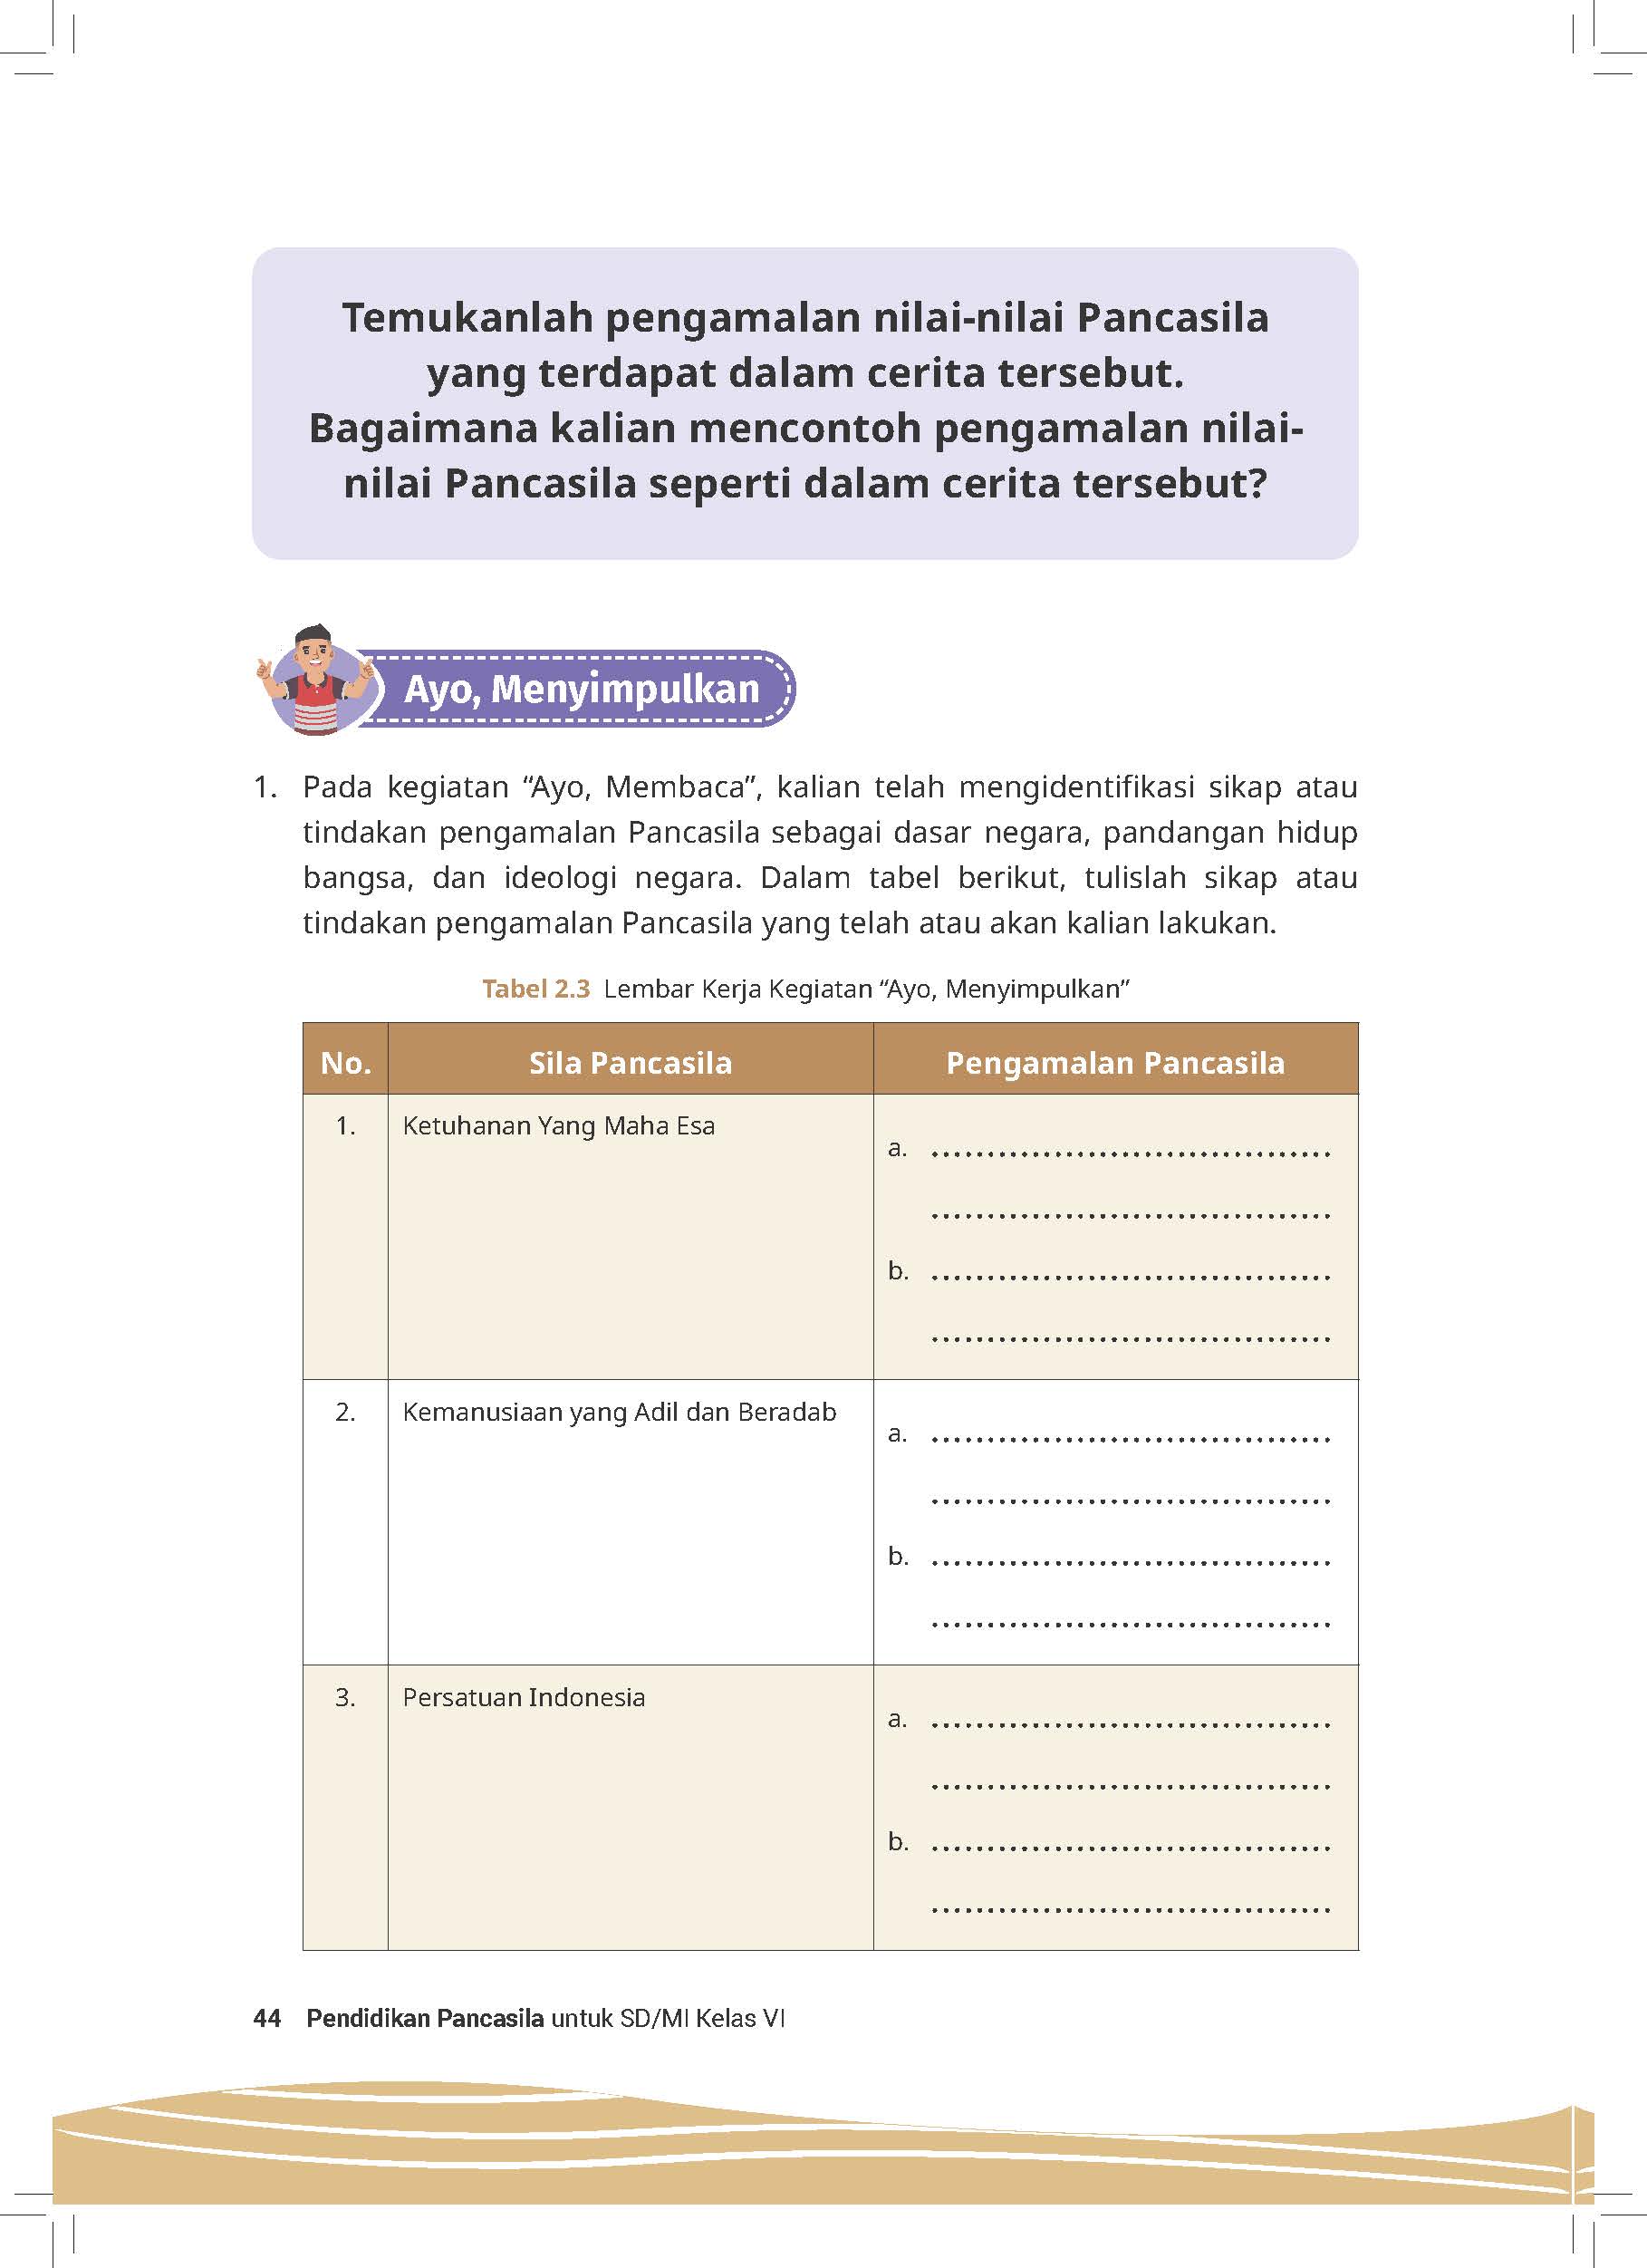 Temukanlah pengamalan nilai-nilai Pancasila
yang terdapat dalam cerita tersebut.
Bagaimana kalian mencontoh pengamalan nilai-
nilai Pancasila seperti dalam cerita tersebut?
Ayo, Menyimpulkan
1. Pada kegiatan “Ayo, Membaca”, kalian telah mengidentifikasi sikap atau
tindakan pengamalan Pancasila sebagai dasar negara, pandangan hidup
bangsa, dan ideologi negara. Dalam tabel berikut, tulislah sikap atau
tindakan pengamalan Pancasila yang telah atau akan kalian lakukan.
Tabel 2.3 Lembar Kerja Kegiatan “Ayo, Menyimpulkan”
No. Sila Pancasila Pengamalan Pancasila
1. Ketuhanan Yang Maha Esa
a. ....................................
....................................
b. ....................................
....................................
2. Kemanusiaan yang Adil dan Beradab
a. ....................................
....................................
b. ....................................
....................................
3. Persatuan Indonesia
a. ....................................
....................................
b. ....................................
....................................
44 Pendidikan Pancasila untuk SD/MI Kelas VI